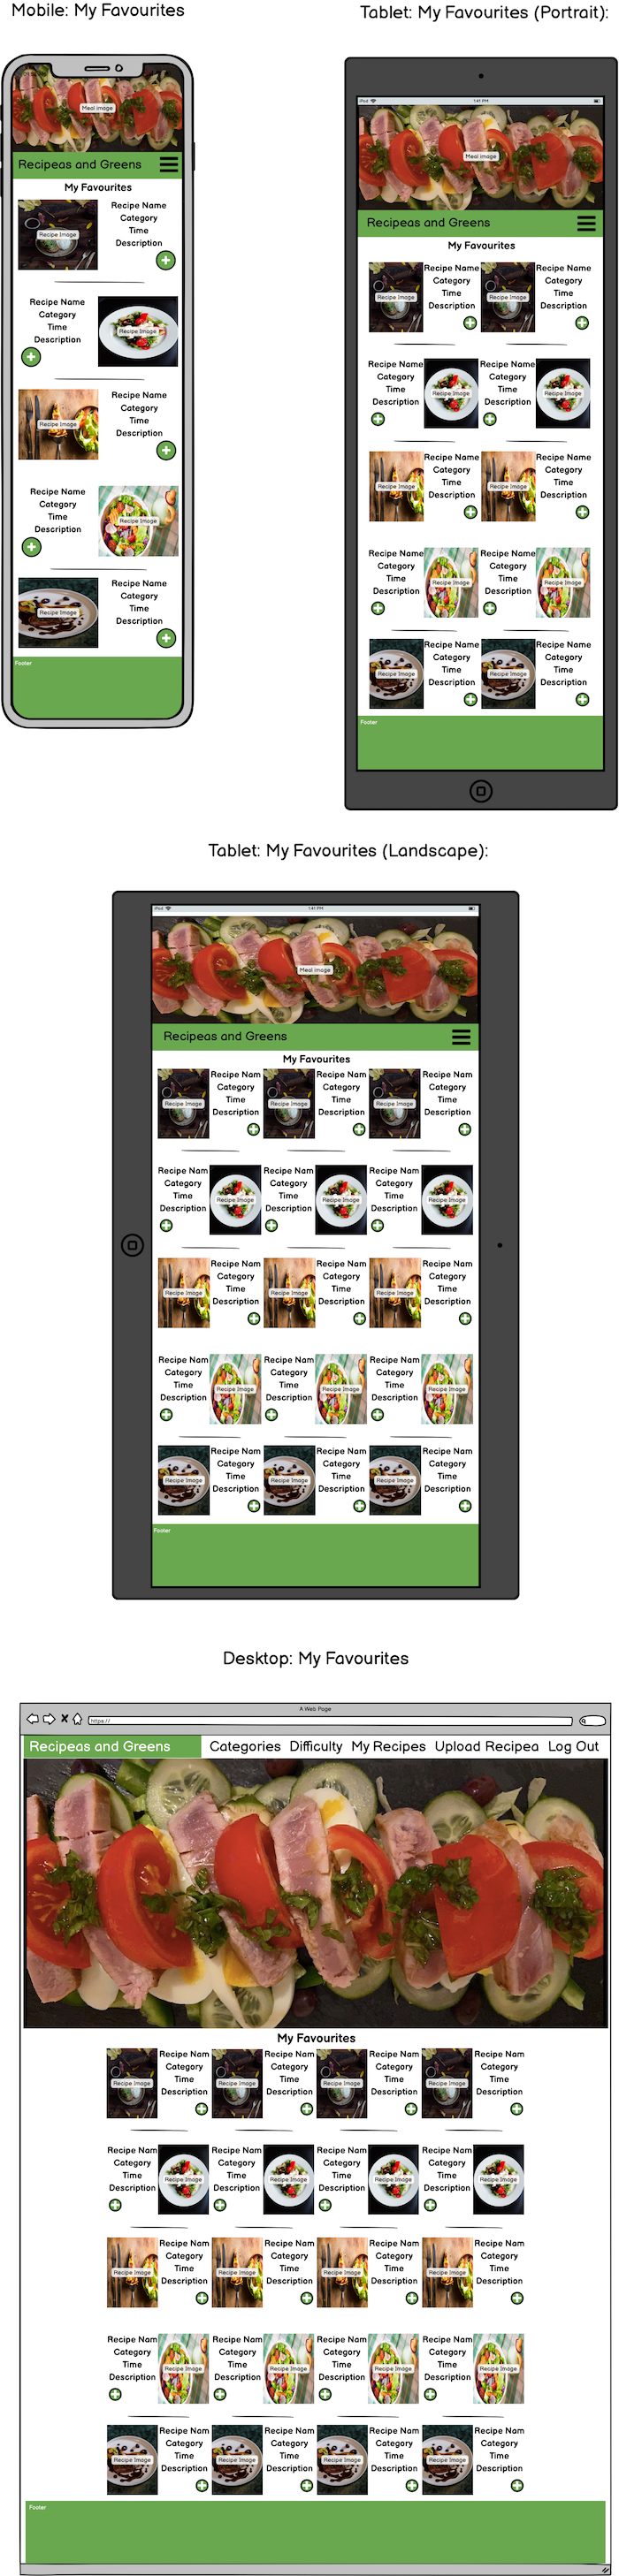 Mobile: My Favourites
Meal image
Recipeas and Greens
My Favourites
Recipe Image
Recipe Name
Category
Time
Description
Recipe Name
Category
Time
Description
Recipe Image
Recipe Image
Recipe Name
Category
Time
Description
Recipe Name
Category
Time
Description
Recipe Image
Recipe Image
Recipe Name
Category
Time
Description
Footer
Tablet: My Favourites (Portrait):
iPad 1:41 PM
Meal image
Recipeas and Greens
My Favourites
Recipe Name Recipe Name
Category Category
Recipe Image Time Recipe Image Time
Description Description
Recipe Name Recipe Name
Category Category
Time Recipe Image Time Recipe Image
Description Description
Recipe Name Recipe Name
Category Category
Recipe Image Time Recipe Image Time
Description Description
Recipe Name Recipe Name
Category Category
Time Recipe Image Time Recipe Image
Description Description
Recipe Name Recipe Name
Category Category
Recipe Image Time Recipe Image Time
Description Description
Footer
Tablet: My Favourites (Landscape):
iPad 1:41 PM
Meal image
Recipeas and Greens
My Favourites
Recipe Nam Recipe Nam Recipe Nam
Category Category Category
Recipe Image Time Recipe Image Time Recipe Image Time
Description Description Description
Recipe Nam Recipe Nam Recipe Nam
Category Category Category
Time Recipe Image Time Recipe Image Time Recipe Image
Description Description Description
Recipe Nam Recipe Nam Recipe Nam
Category Category Category
Recipe Image Time Recipe Image Time Recipe Image Time
Description Description Description
Recipe Nam Recipe Nam Recipe Nam
Category Category Category
Time Recipe Image Time Recipe Image Time Recipe Image
Description Description Description
Recipe Nam Recipe Nam Recipe Nam
Category Category Category
Recipe Image Time Recipe Image Time Recipe Image Time
Description Description Description
Footer
Desktop: My Favourites
A Web Page
https://
Recipeas and Greens Categories Difficulty My Recipes Upload Recipea Log Out
My Favourites
Recipe Nam Recipe Nam Recipe Nam Recipe Nam
Category Category Category Category
Recipe Image Time Recipe Image Time Recipe Image Time Recipe Image Time
Description Description Description Description
Recipe Nam Recipe Nam Recipe Nam Recipe Nam
Category Category Category Category
Time Recipe Image Time Recipe Image Time Recipe Image Time Recipe Image
Description Description Description Description
Recipe Nam Recipe Nam Recipe Nam Recipe Nam
Category Category Category Category
Recipe Image Time Recipe Image Time Recipe Image Time Recipe Image Time
Description Description Description Description
Recipe Nam Recipe Nam Recipe Nam Recipe Nam
Category Category Category Category
Time Recipe Image Time Recipe Image Time Recipe Image Time Recipe Image
Description Description Description Description
Recipe Nam Recipe Nam Recipe Nam Recipe Nam
Category Category Category Category
Recipe Image Time Recipe Image Time Recipe Image Time Recipe Image Time
Description Description Description Description
Footer